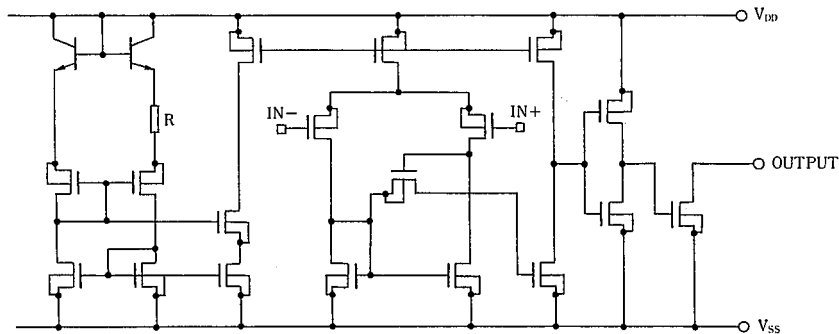 V_DD
IN−
IN+
R
OUTPUT
V_SS